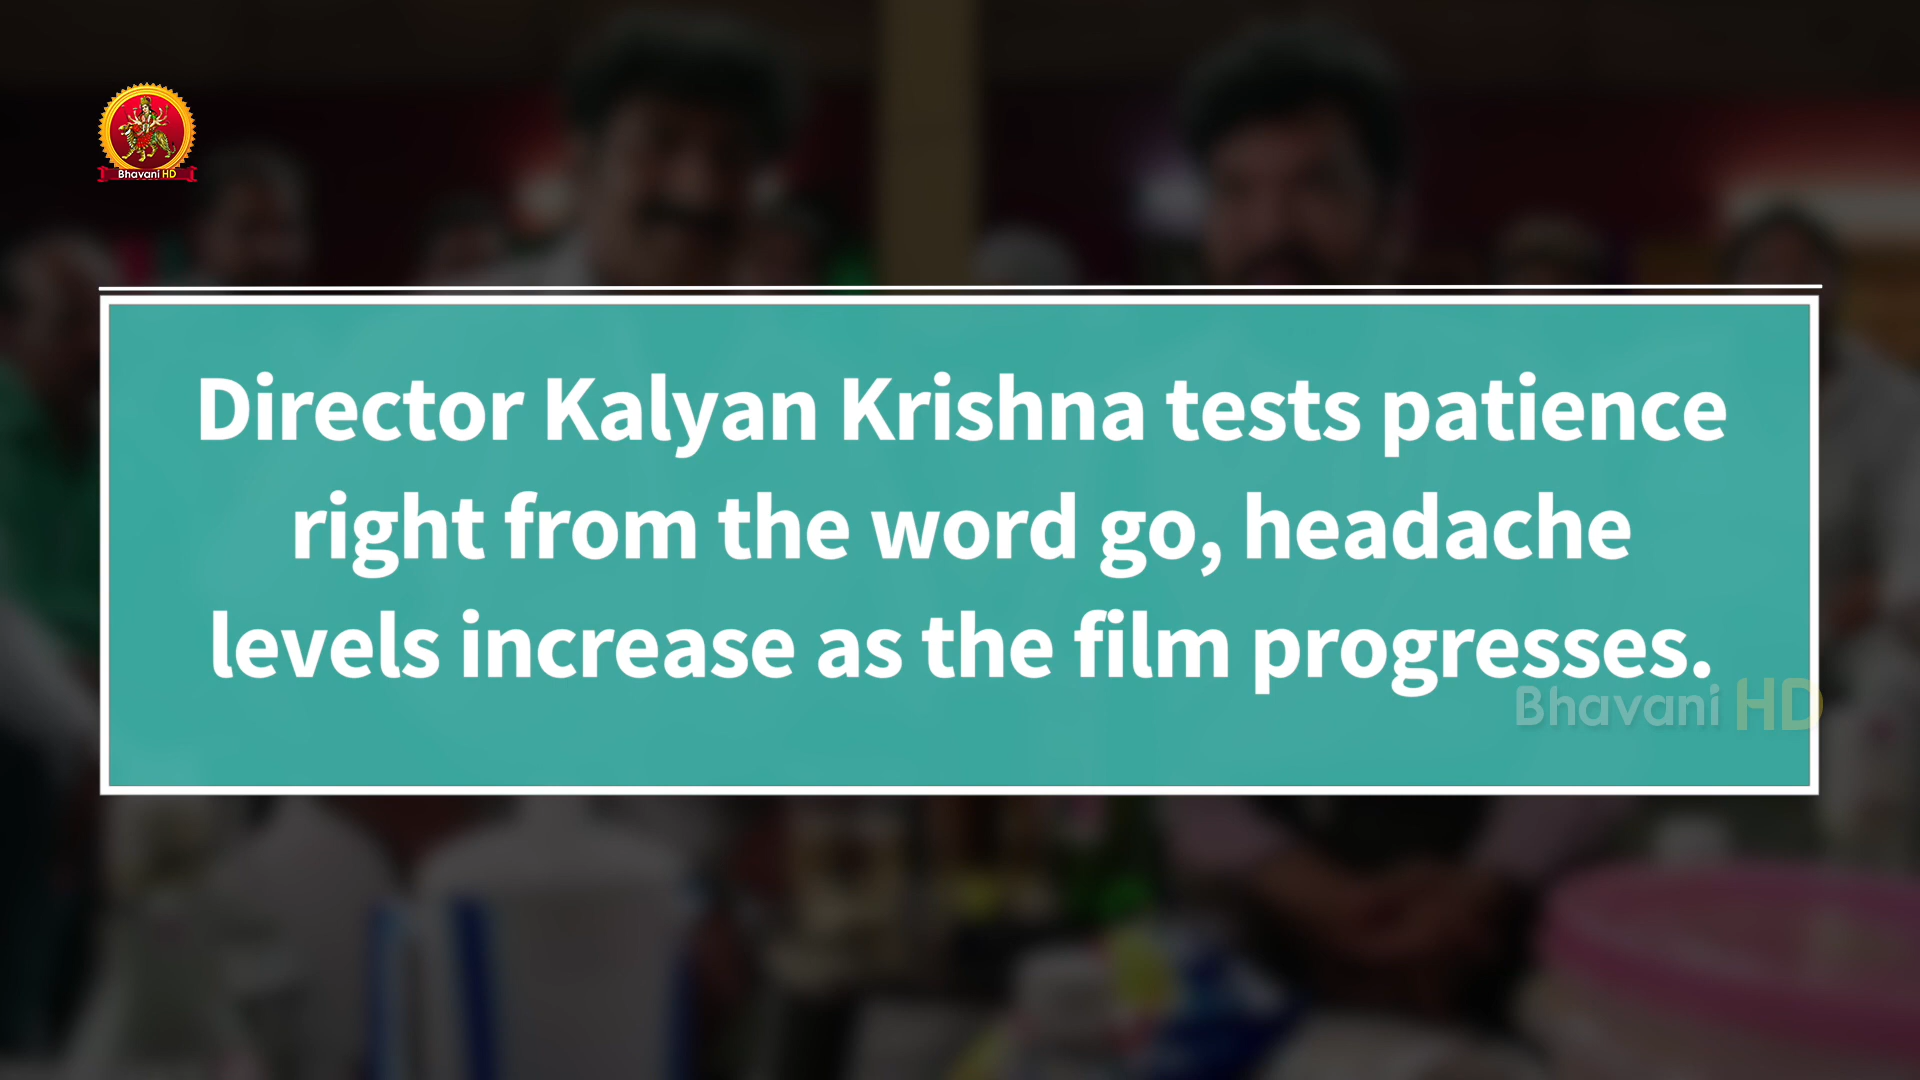 Bhavani HD
Director Kalyan Krishna tests patience
right from the word go, headache
levels increase as the film progresses.
Bhavani HD